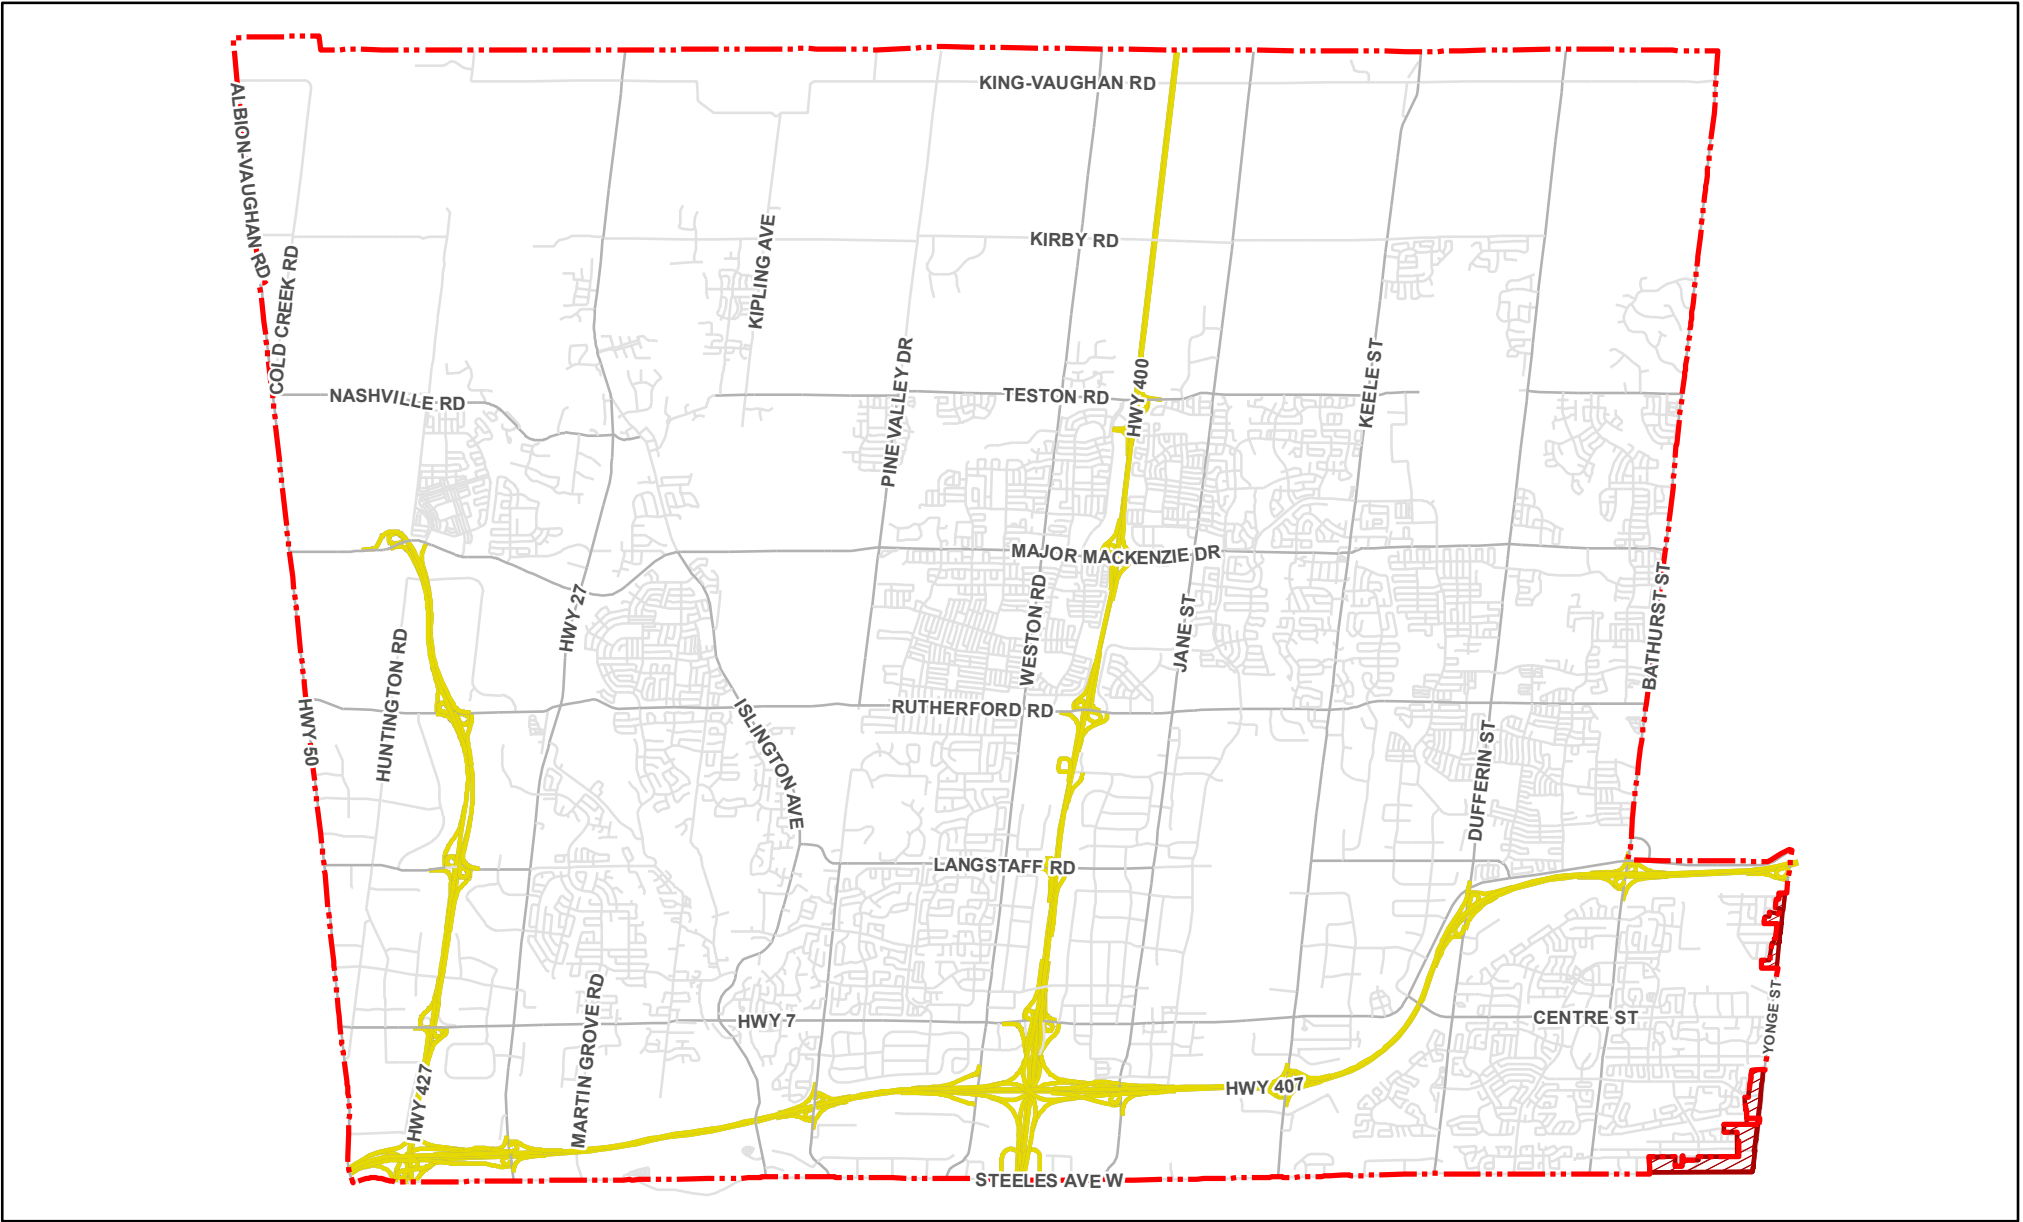 KING-VAUGHAN RD
ALBION-VAUGHAN RD
COLD CREEK RD
KIPLING AVE
KIRBY RD
NASHVILLE RD
PINE VALLEY DR
TESTON RD
HWY 400
KEELE ST
MAJOR MACKENZIE DR
HWY 27
WESTON RD
JANE ST
BATHURST ST
HUNTINGTON RD
HWY 50
ISLINGTON AVE
RUTHERFORD RD
DUFFERIN ST
LANGSTAFF RD
MARTIN GROVE RD
HWY 7
CENTRE ST
YONGE ST
HWY 427
HWY 407
STEELES AVE W